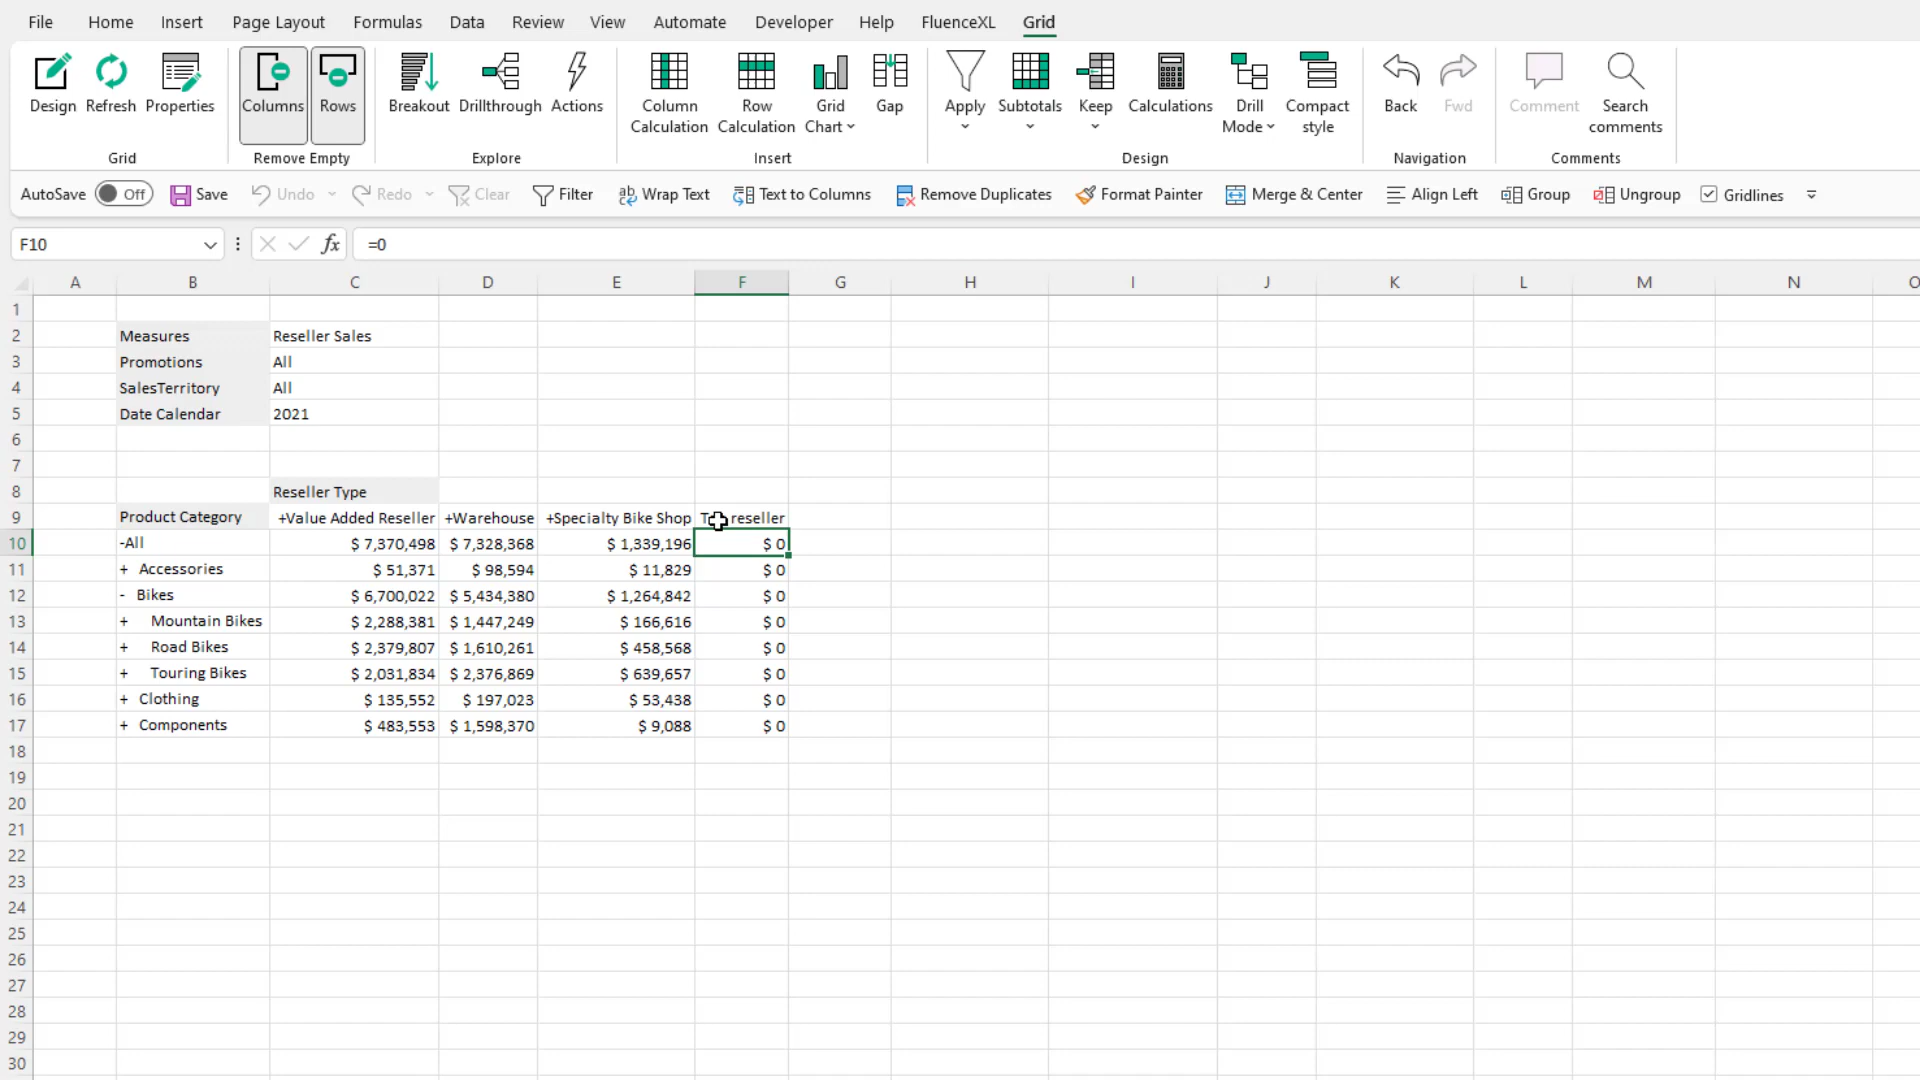 File Home Insert Page Layout Formulas Data Review View Automate Developer Help FluenceXL Grid
Design Refresh Properties Columns Rows Breakout Drillthrough Actions Column Calculation Row Calculation Grid Chart Gap Apply Subtotals Keep Calculations Drill Mode Compact style Back Fwd Comment Search comments
Grid Remove Empty Explore Insert Design Navigation Comments
AutoSave Off Save Undo Redo Clear Filter Wrap Text Text to Columns Remove Duplicates Format Painter Merge & Center Align Left Group Ungroup Gridlines
F10 fx =0
A B C D E F G H I J K L M N O
1
2 Measures Reseller Sales
3 Promotions All
4 SalesTerritory All
5 Date Calendar 2021
6
7
8 Reseller Type
9 Product Category +Value Added Reseller +Warehouse +Specialty Bike Shop reseller
10 -All $ 7,370,498 $ 7,328,368 $ 1,339,196 $ 0
11 + Accessories $ 51,371 $ 98,594 $ 11,829 $ 0
12 - Bikes $ 6,700,022 $ 5,434,380 $ 1,264,842 $ 0
13 + Mountain Bikes $ 2,288,381 $ 1,447,249 $ 166,616 $ 0
14 + Road Bikes $ 2,379,807 $ 1,610,261 $ 458,568 $ 0
15 + Touring Bikes $ 2,031,834 $ 2,376,869 $ 639,657 $ 0
16 + Clothing $ 135,552 $ 197,023 $ 53,438 $ 0
17 + Components $ 483,553 $ 1,598,370 $ 9,088 $ 0
18
19
20
21
22
23
24
25
26
27
28
29
30